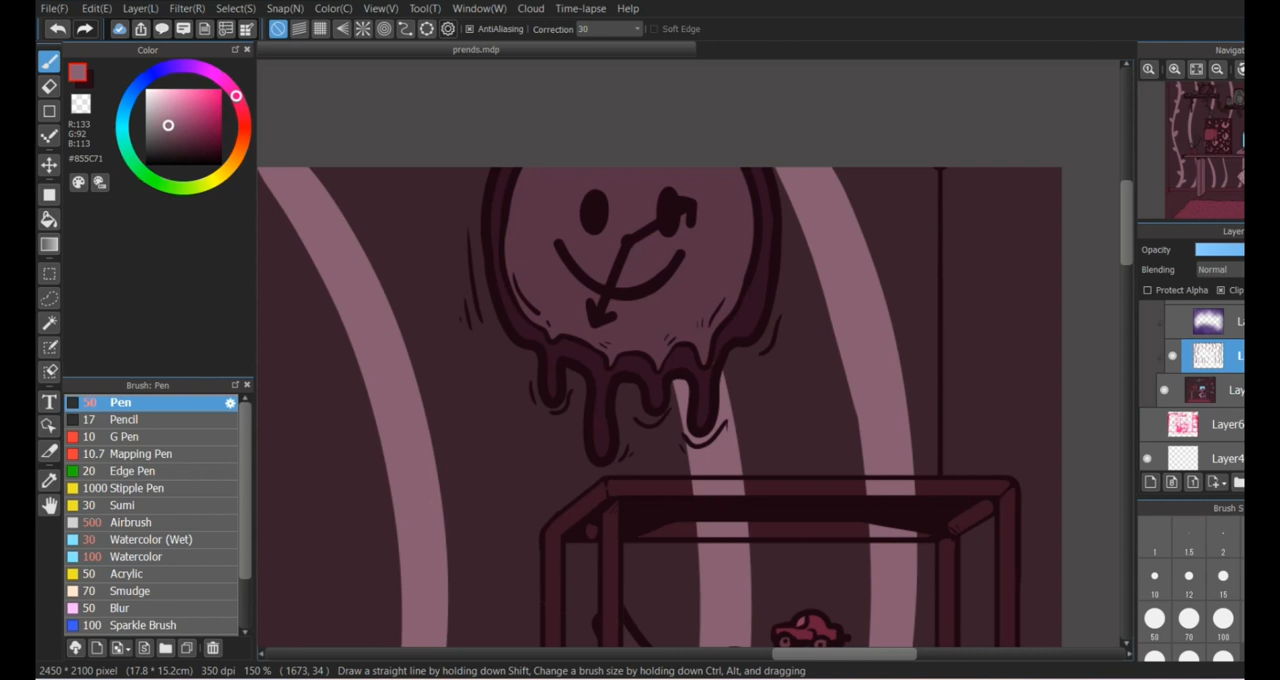 File(F) Edit(E) Layer(L) Filter(R) Select(S) Snap(N) Color(C) View(V) Tool(T) Window(W) Cloud Time-lapse Help
AntiAliasing Correction 30 Soft Edge
Color
prends.mdp
R:133
G:92
B:113
#855C71
Brush: Pen
50 Pen
17 Pencil
10 G Pen
10.7 Mapping Pen
20 Edge Pen
1000 Stipple Pen
30 Sumi
500 Airbrush
30 Watercolor (Wet)
100 Watercolor
50 Acrylic
70 Smudge
50 Blur
100 Sparkle Brush
T
Navigat
Layer
Opacity
Blending Normal
Protect Alpha Clip
L
L
Lay
Layer6
Layer4
Brush S
1 1.5 2
10 12 15
50 70 100
2450 * 2100 pixel (17.8 * 15.2cm) 350 dpi 150 % ( 1673, 34 ) Draw a straight line by holding down Shift, Change a brush size by holding down Ctrl, Alt, and dragging